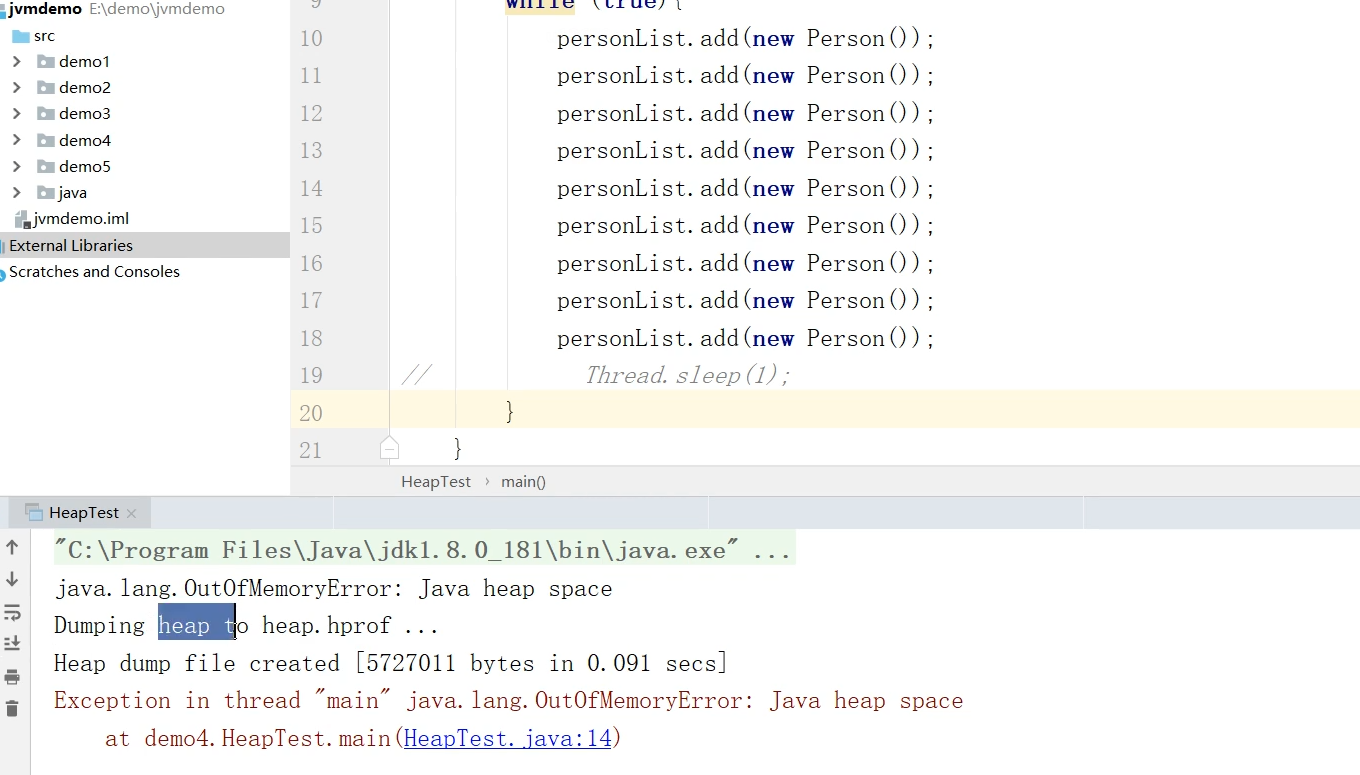 jvmdemo E:\demo\jvmdemo
src
demo1
demo2
demo3
demo4
demo5
java
jvmdemo.iml
External Libraries
Scratches and Consoles
9 while (true){
10 personList.add(new Person());
11 personList.add(new Person());
12 personList.add(new Person());
13 personList.add(new Person());
14 personList.add(new Person());
15 personList.add(new Person());
16 personList.add(new Person());
17 personList.add(new Person());
18 personList.add(new Person());
19 // Thread.sleep(1);
20 }
21 }
HeapTest › main()
HeapTest ×
"C:\Program Files\Java\jdk1.8.0_181\bin\java.exe" ...
java.lang.OutOfMemoryError: Java heap space
Dumping heap to heap.hprof ...
Heap dump file created [5727011 bytes in 0.091 secs]
Exception in thread "main" java.lang.OutOfMemoryError: Java heap space
at demo4.HeapTest.main(HeapTest.java:14)